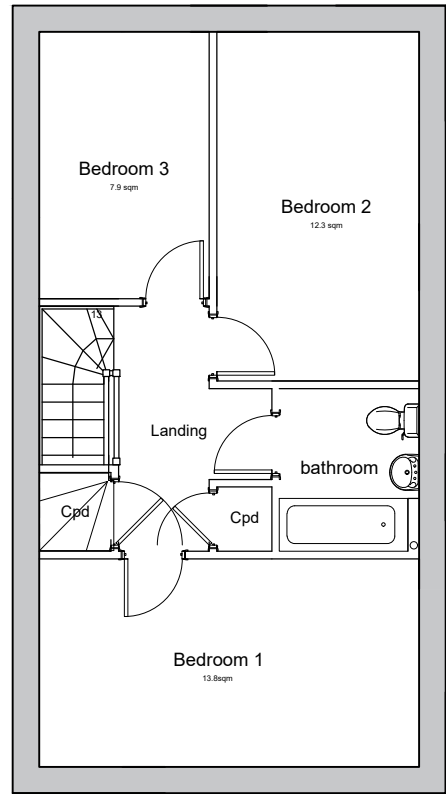 Bedroom 3
7.9 sqm
Bedroom 2
12.3 sqm
13
Landing
bathroom
Cpd
Cpd
Bedroom 1
13.8sqm